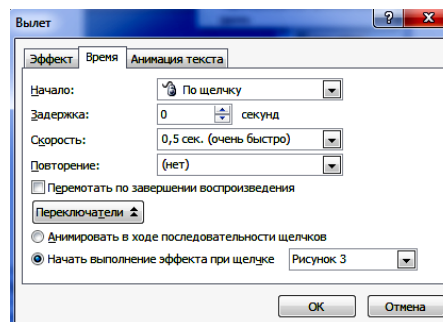 Вылет
Эффект Время Анимация текста
Начало: По щелчку
Задержка: 0 секунд
Скорость: 0,5 сек. (очень быстро)
Повторение: (нет)
Перемотать по завершении воспроизведения
Переключатели
Анимировать в ходе последовательности щелчков
Начать выполнение эффекта при щелчке Рисунок 3
ОК Отмена